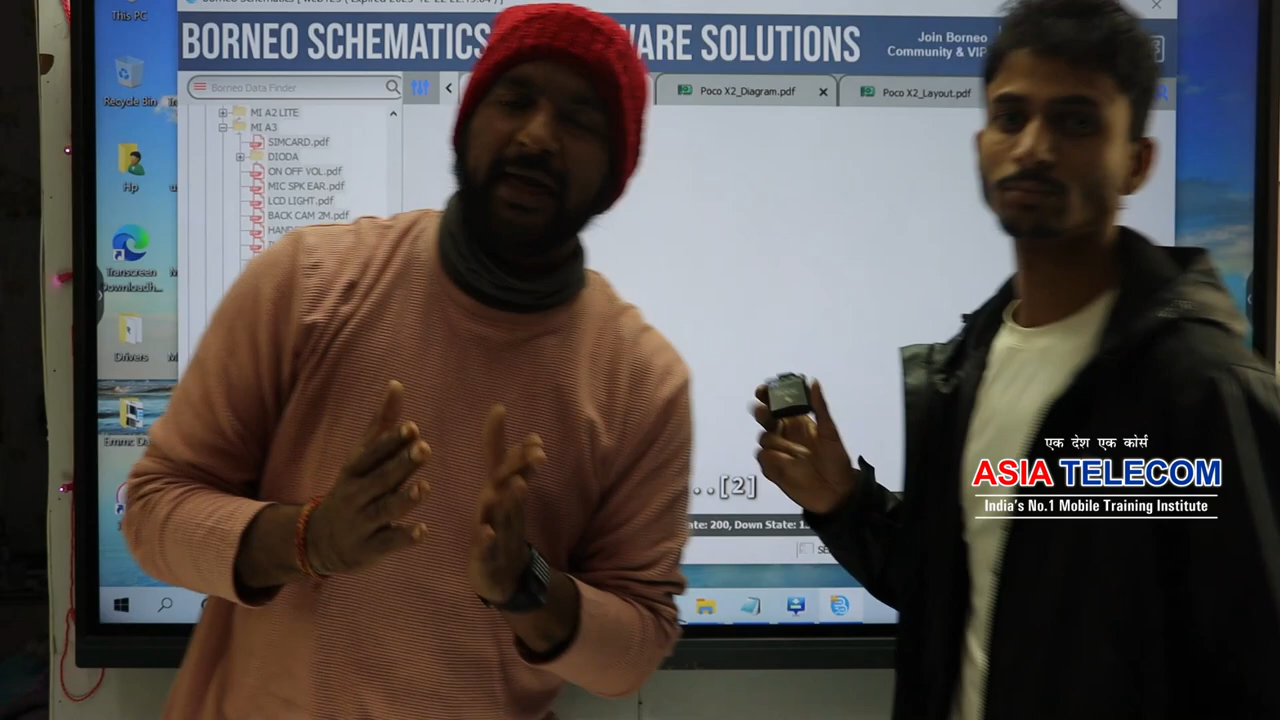 This PC
BORNEO SCHEMATICS
WARE SOLUTIONS
Join Borneo
Community & VIP
Recycle Bin
Borneo Data Finder
Poco X2_Diagram.pdf
Poco X2_Layout.pdf
MI A2 LITE
MI A3
SIMCARD.pdf
DIODA
ON OFF VOL.pdf
MIC SPK EAR.pdf
LCD LIGHT.pdf
BACK CAM 2M.pdf
Hp
Transcreen
Drivers
एक देश एक कोर्स
ASIA TELECOM
India's No.1 Mobile Training Institute
..[2]
ate: 200, Down State: 1